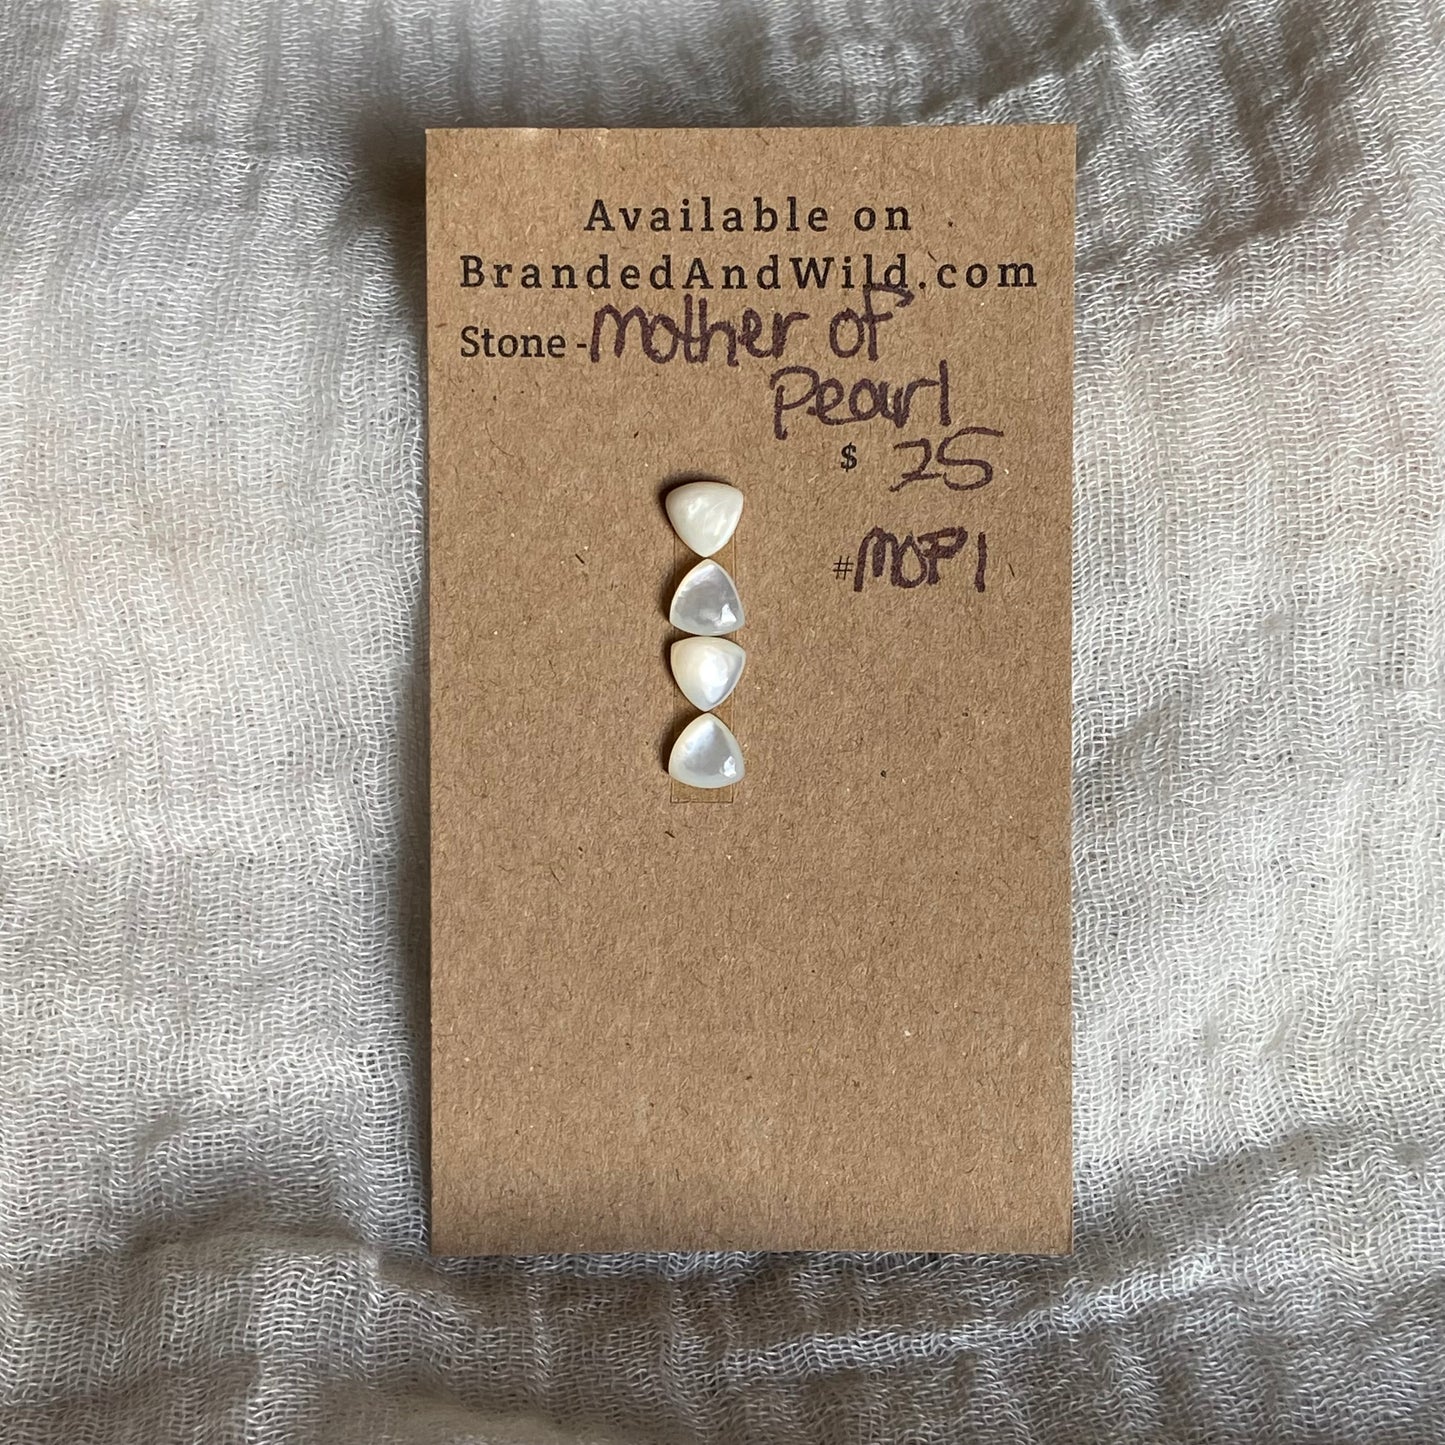 Available on
BrandedAndWild.com
Stone - Mother of
Pearl
$ 25
#MOP1